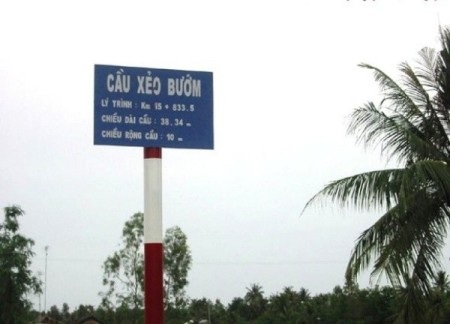 CẦU XẺO BƯỚM
LÝ TRÌNH : Km 15 + 833.5
CHIỀU DÀI CẦU : 38.34 m
CHIỀU RỘNG CẦU : 10 m